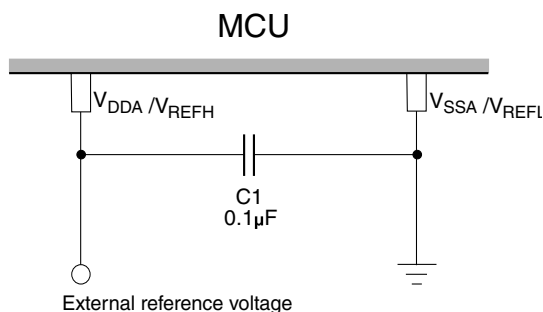 MCU
VDDA /VREFH
VSSA/VREFL
C1
0.1µF
External reference voltage